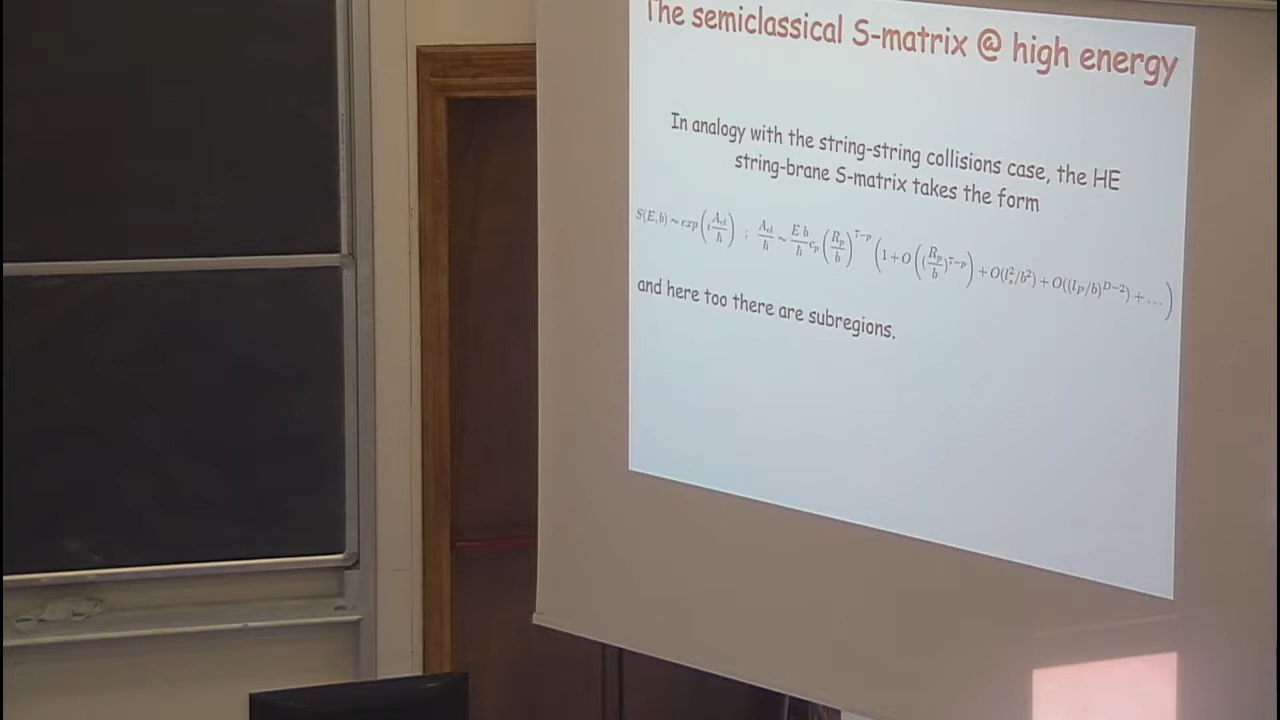 The semiclassical S-matrix @ high energy
In analogy with the string-string collisions case, the HE
string-brane S-matrix takes the form
S(E,b) ~ exp(i A_cl/ħ) ; A_cl/ħ ~ E b/ħ c_p (R_p/b)^{7-p} (1 + O((R_p/b)^{7-p}) + O(l_s^2/b^2) + O((l_P/b)^{D-2}) + ...)
and here too there are subregions.